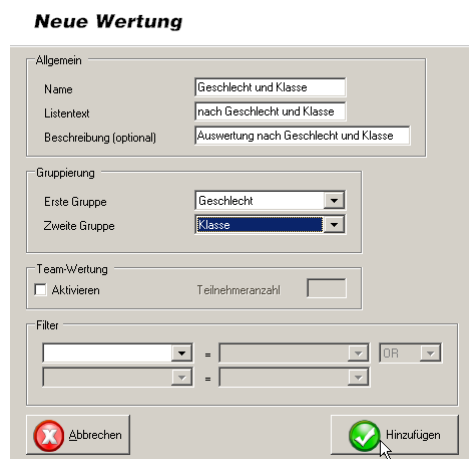 Neue Wertung
Allgemein
Name Geschlecht und Klasse
Listentext nach Geschlecht und Klasse
Beschreibung (optional) Auswertung nach Geschlecht und Klasse
Gruppierung
Erste Gruppe Geschlecht
Zweite Gruppe Klasse
Team-Wertung
Aktivieren Teilnehmeranzahl
Filter
= OR
=
Abbrechen Hinzufügen